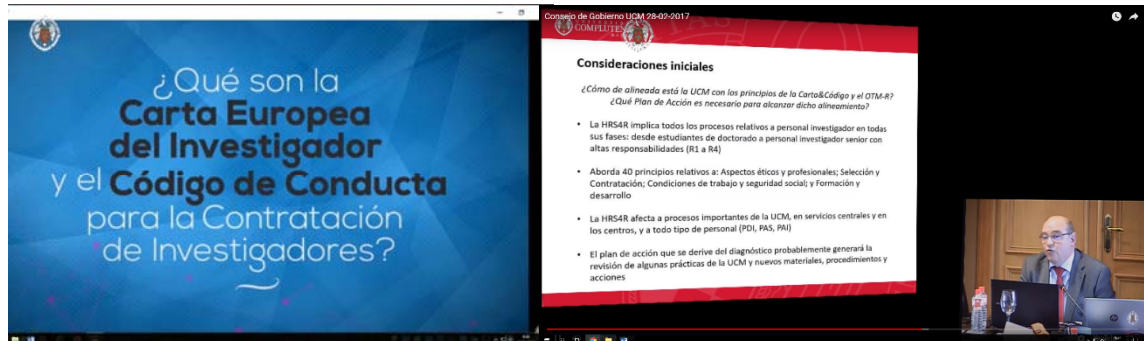 ¿Qué son la
Carta Europea
del Investigador
y el Código de Conducta
para la Contratación
de Investigadores?
Consejo de Gobierno UCM 28-02-2017
COMPLUTENSE
Consideraciones iniciales
¿Cómo de alineada está la UCM con los principios de la Carta&Código y el OTM-R?
¿Qué Plan de Acción es necesario para alcanzar dicho alineamiento?
• La HRS4R implica todos los procesos relativos a personal investigador en todas
sus fases: desde estudiantes de doctorado a personal investigador senior con
altas responsabilidades (R1 a R4)
• Aborda 40 principios relativos a: Aspectos éticos y profesionales; Selección y
Contratación; Condiciones de trabajo y seguridad social; y Formación y
desarrollo
• La HRS4R afecta a procesos importantes de la UCM, en servicios centrales y en
los centros, y a todo tipo de personal (PDI, PAS, PAI)
• El plan de acción que se derive del diagnóstico probablemente generará la
revisión de algunas prácticas de la UCM y nuevos materiales, procedimientos y
acciones